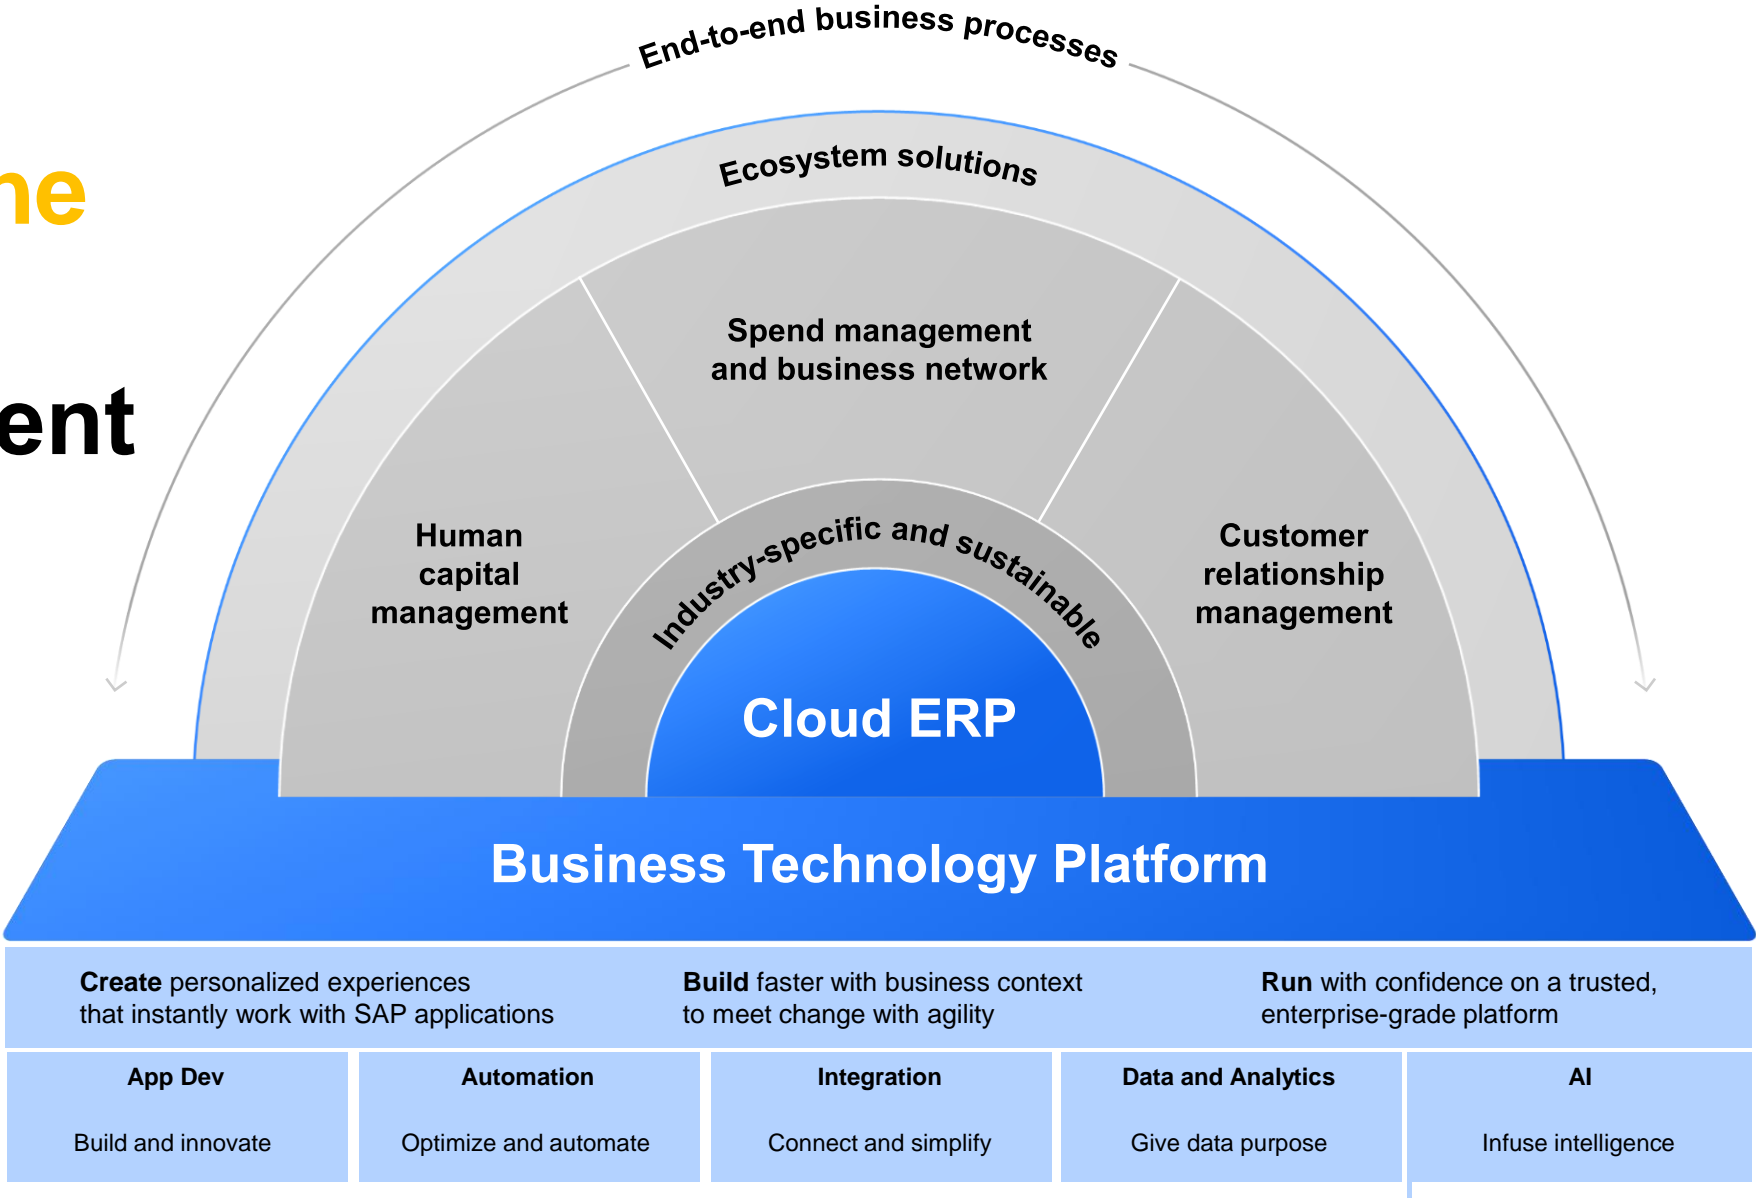 End-to-end business processes
Ecosystem solutions
ne
ent
Spend management
and business network
Human
capital
management
Industry-specific and sustainable
Customer
relationship
management
Cloud ERP
Business Technology Platform
Create personalized experiences
that instantly work with SAP applications
Build faster with business context
to meet change with agility
Run with confidence on a trusted,
enterprise-grade platform
App Dev
Build and innovate
Automation
Optimize and automate
Integration
Connect and simplify
Data and Analytics
Give data purpose
AI
Infuse intelligence